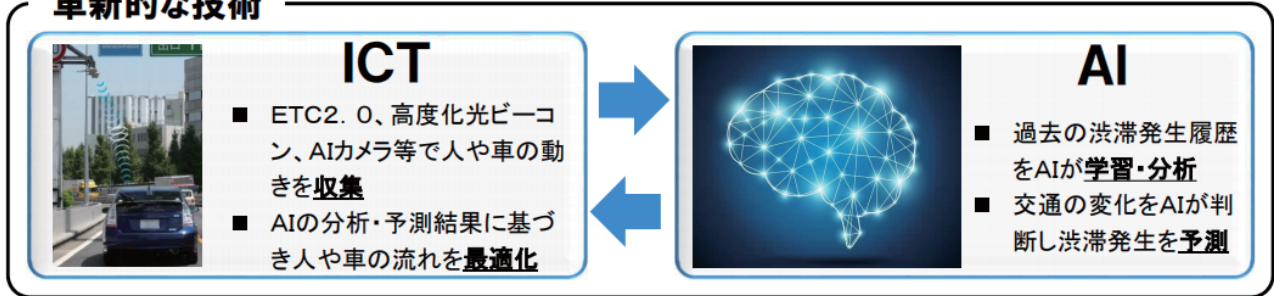 革新的な技術
ICT
■ ETC2．0、高度化光ビーコ
ン、AIカメラ等で人や車の動
きを収集
■ AIの分析・予測結果に基づ
き人や車の流れを最適化
AI
■ 過去の渋滞発生履歴
をAIが学習・分析
■ 交通の変化をAIが判
断し渋滞発生を予測